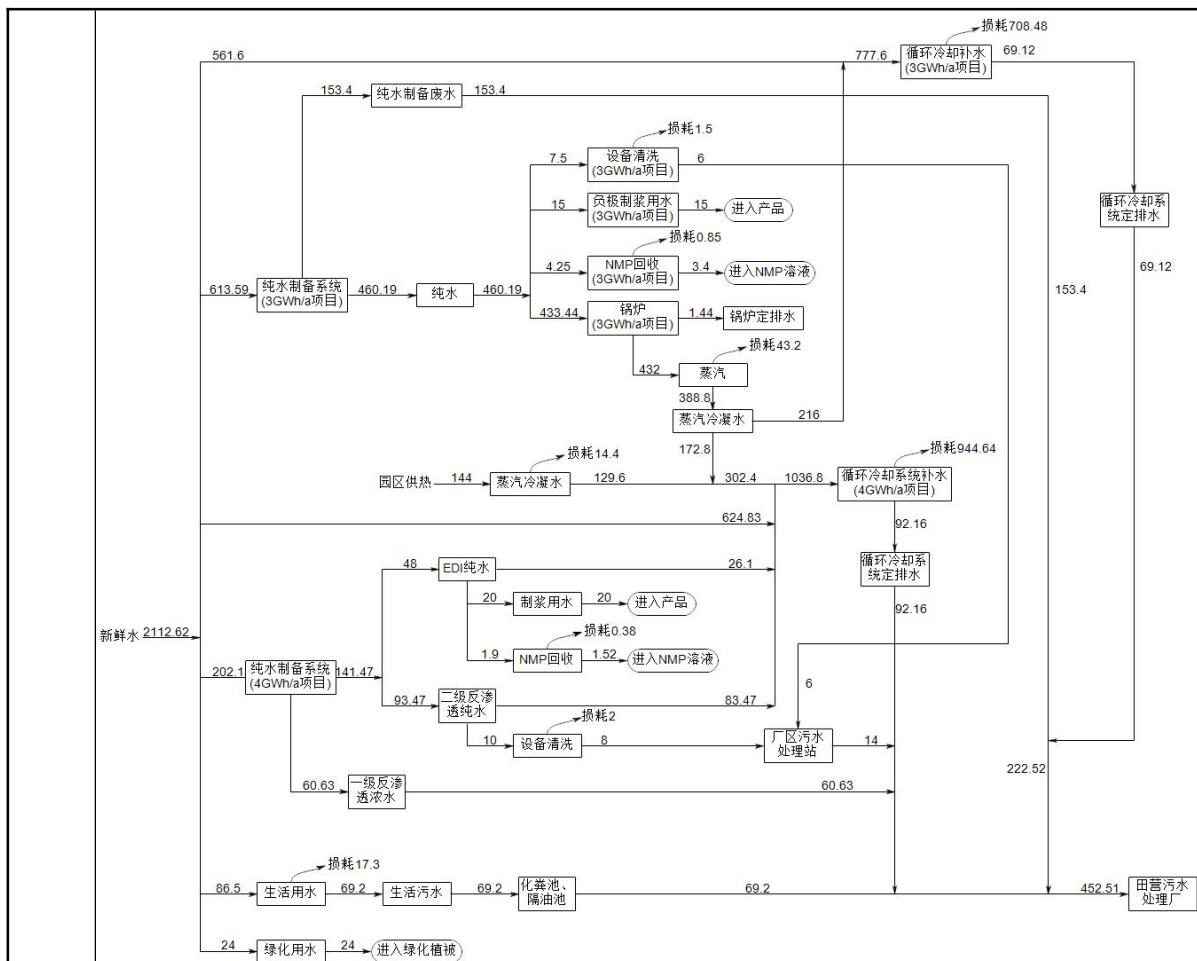 损耗708.48
561.6
777.6
循环冷却补水
(3GWh/a项目)
69.12
153.4
纯水制备废水
153.4
损耗1.5
7.5
设备清洗
(3GWh/a项目)
6
15
负极制浆用水
(3GWh/a项目)
15
进入产品
循环冷却系
统定排水
损耗0.85
4.25
NMP回收
(3GWh/a项目)
3.4
进入NMP溶液
69.12
613.59
纯水制备系统
(3GWh/a项目)
460.19
纯水
460.19
153.4
433.44
锅炉
(3GWh/a项目)
1.44
锅炉定排水
损耗43.2
432
蒸汽
388.8
蒸汽冷凝水
216
172.8
损耗14.4
损耗944.64
园区供热
144
蒸汽冷凝水
129.6
302.4
1036.8
循环冷却系统补水
(4GWh/a项目)
624.83
92.16
48
EDI纯水
26.1
循环冷却系
统定排水
20
制浆用水
20
进入产品
92.16
新鲜水
2112.62
损耗0.38
1.9
NMP回收
1.52
进入NMP溶液
202.1
纯水制备系统
(4GWh/a项目)
141.47
93.47
二级反渗
透纯水
83.47
6
损耗2
10
设备清洗
8
厂区污水
处理站
14
222.52
60.63
一级反渗
透浓水
60.63
损耗17.3
86.5
生活用水
69.2
生活污水
69.2
化粪池、
隔油池
69.2
452.51
田营污水
处理厂
24
绿化用水
24
进入绿化植被